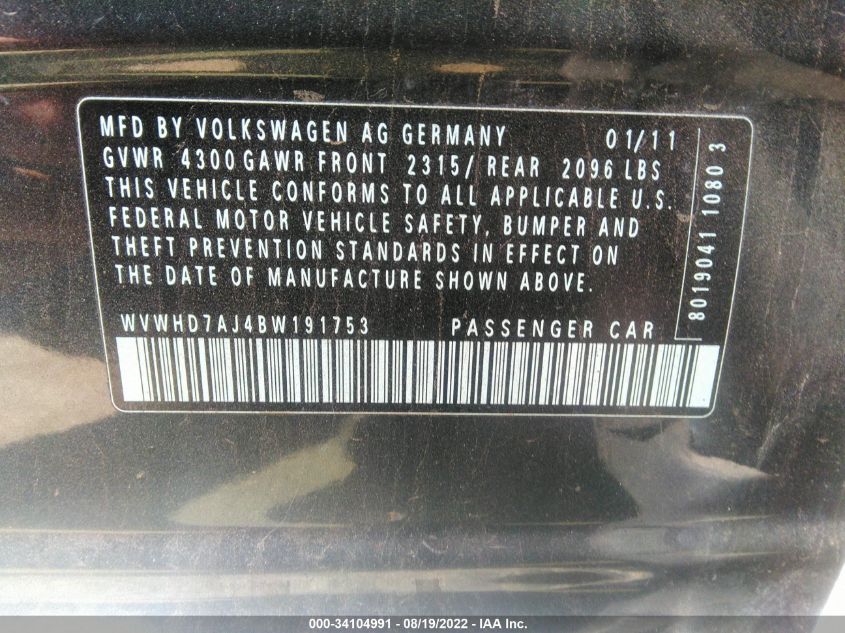 MFD BY VOLKSWAGEN AG GERMANY 01/11
GVWR 4300 GAWR FRONT 2315/ REAR 2096 LBS
THIS VEHICLE CONFORMS TO ALL APPLICABLE U.S.
FEDERAL MOTOR VEHICLE SAFETY, BUMPER AND
THEFT PREVENTION STANDARDS IN EFFECT ON
THE DATE OF MANUFACTURE SHOWN ABOVE.
WVWHD7AJ4BW191753 PASSENGER CAR
8019041 1080 3
000-34104991 - 08/19/2022 - IAA Inc.